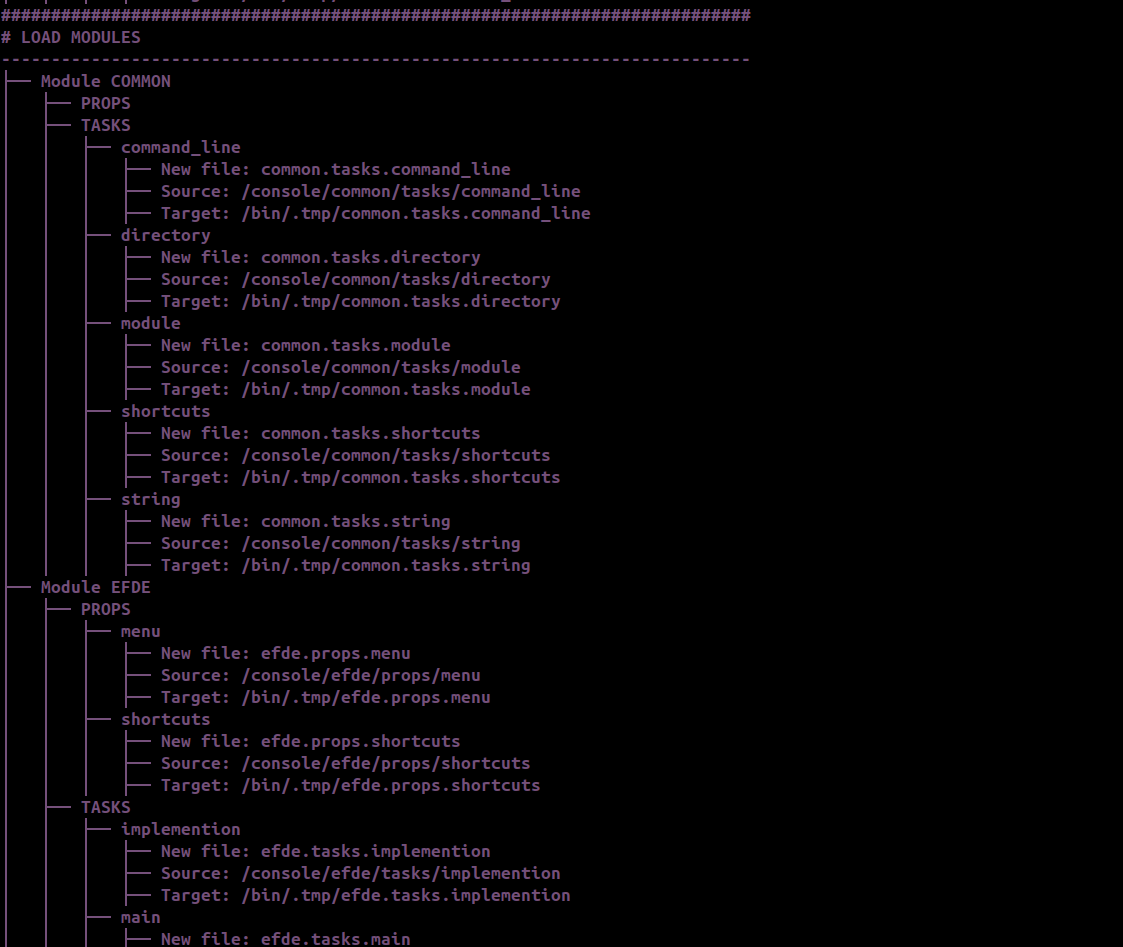 ###########################################################################
# LOAD MODULES
---------------------------------------------------------------------------
├── Module COMMON
│   ├── PROPS
│   ├── TASKS
│   │   ├── command_line
│   │   │   ├── New file: common.tasks.command_line
│   │   │   ├── Source: /console/common/tasks/command_line
│   │   │   ├── Target: /bin/.tmp/common.tasks.command_line
│   │   ├── directory
│   │   │   ├── New file: common.tasks.directory
│   │   │   ├── Source: /console/common/tasks/directory
│   │   │   ├── Target: /bin/.tmp/common.tasks.directory
│   │   ├── module
│   │   │   ├── New file: common.tasks.module
│   │   │   ├── Source: /console/common/tasks/module
│   │   │   ├── Target: /bin/.tmp/common.tasks.module
│   │   ├── shortcuts
│   │   │   ├── New file: common.tasks.shortcuts
│   │   │   ├── Source: /console/common/tasks/shortcuts
│   │   │   ├── Target: /bin/.tmp/common.tasks.shortcuts
│   │   ├── string
│   │   │   ├── New file: common.tasks.string
│   │   │   ├── Source: /console/common/tasks/string
│   │   │   ├── Target: /bin/.tmp/common.tasks.string
├── Module EFDE
│   ├── PROPS
│   │   ├── menu
│   │   │   ├── New file: efde.props.menu
│   │   │   ├── Source: /console/efde/props/menu
│   │   │   ├── Target: /bin/.tmp/efde.props.menu
│   │   ├── shortcuts
│   │   │   ├── New file: efde.props.shortcuts
│   │   │   ├── Source: /console/efde/props/shortcuts
│   │   │   ├── Target: /bin/.tmp/efde.props.shortcuts
│   ├── TASKS
│   │   ├── implemention
│   │   │   ├── New file: efde.tasks.implemention
│   │   │   ├── Source: /console/efde/tasks/implemention
│   │   │   ├── Target: /bin/.tmp/efde.tasks.implemention
│   │   ├── main
│   │   │   ├── New file: efde.tasks.main